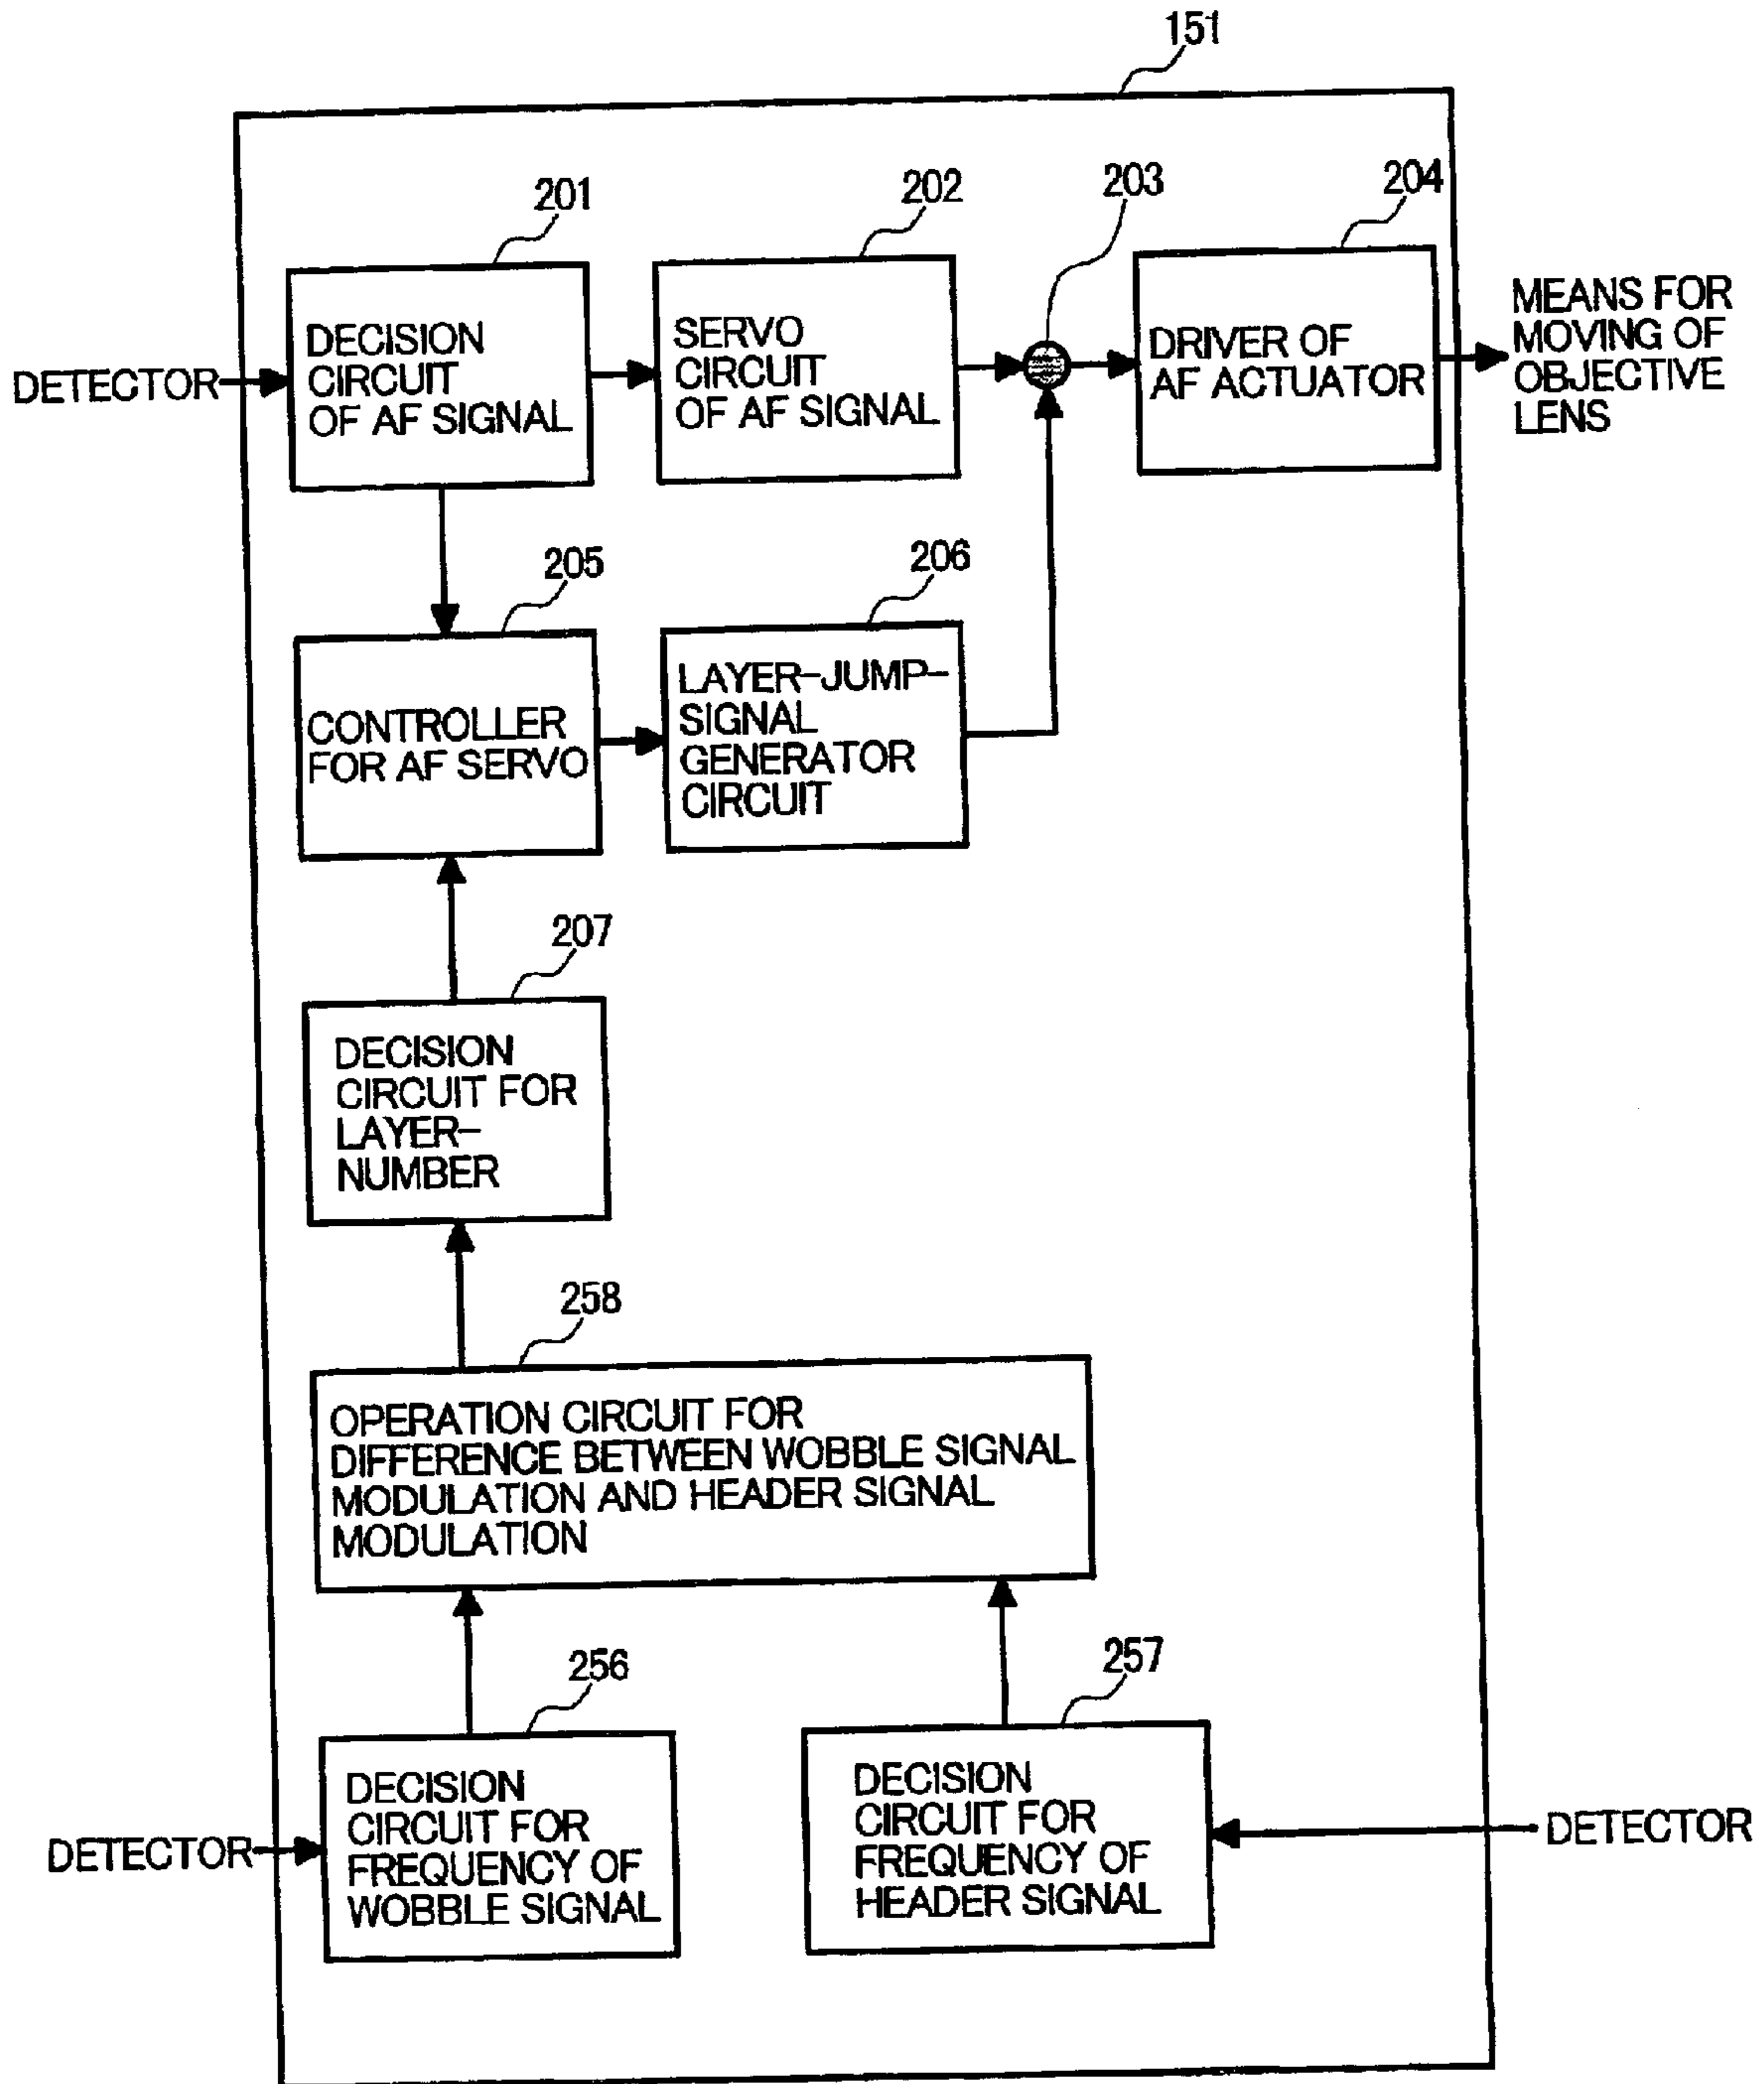 151
201
202
203
204
DETECTOR
DECISION
CIRCUIT
OF AF SIGNAL
SERVO
CIRCUIT
OF AF SIGNAL
DRIVER OF
AF ACTUATOR
MEANS FOR
MOVING OF
OBJECTIVE
LENS
205
206
CONTROLLER
FOR AF SERVO
LAYER-JUMP-
SIGNAL
GENERATOR
CIRCUIT
207
DECISION
CIRCUIT FOR
LAYER-
NUMBER
258
OPERATION CIRCUIT FOR
DIFFERENCE BETWEEN WOBBLE SIGNAL
MODULATION AND HEADER SIGNAL
MODULATION
256
257
DETECTOR
DECISION
CIRCUIT FOR
FREQUENCY OF
WOBBLE SIGNAL
DECISION
CIRCUIT FOR
FREQUENCY OF
HEADER SIGNAL
DETECTOR